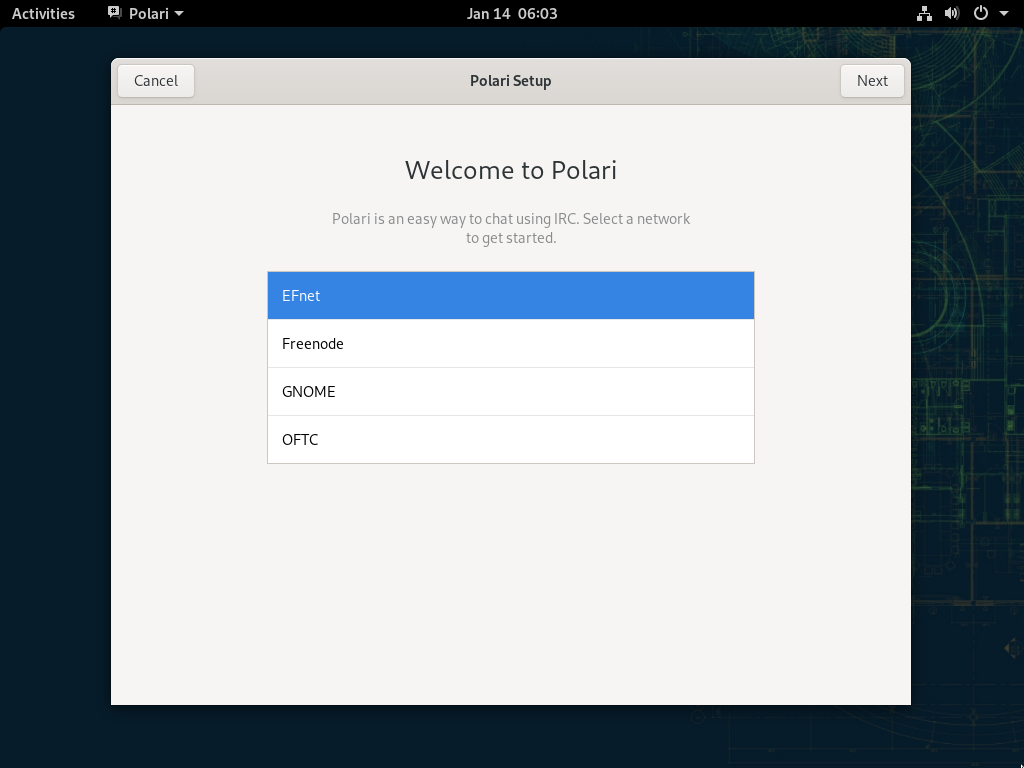 Activities
Polari
Jan 14 06:03
Cancel
Polari Setup
Next
Welcome to Polari
Polari is an easy way to chat using IRC. Select a network
to get started.
EFnet
Freenode
GNOME
OFTC